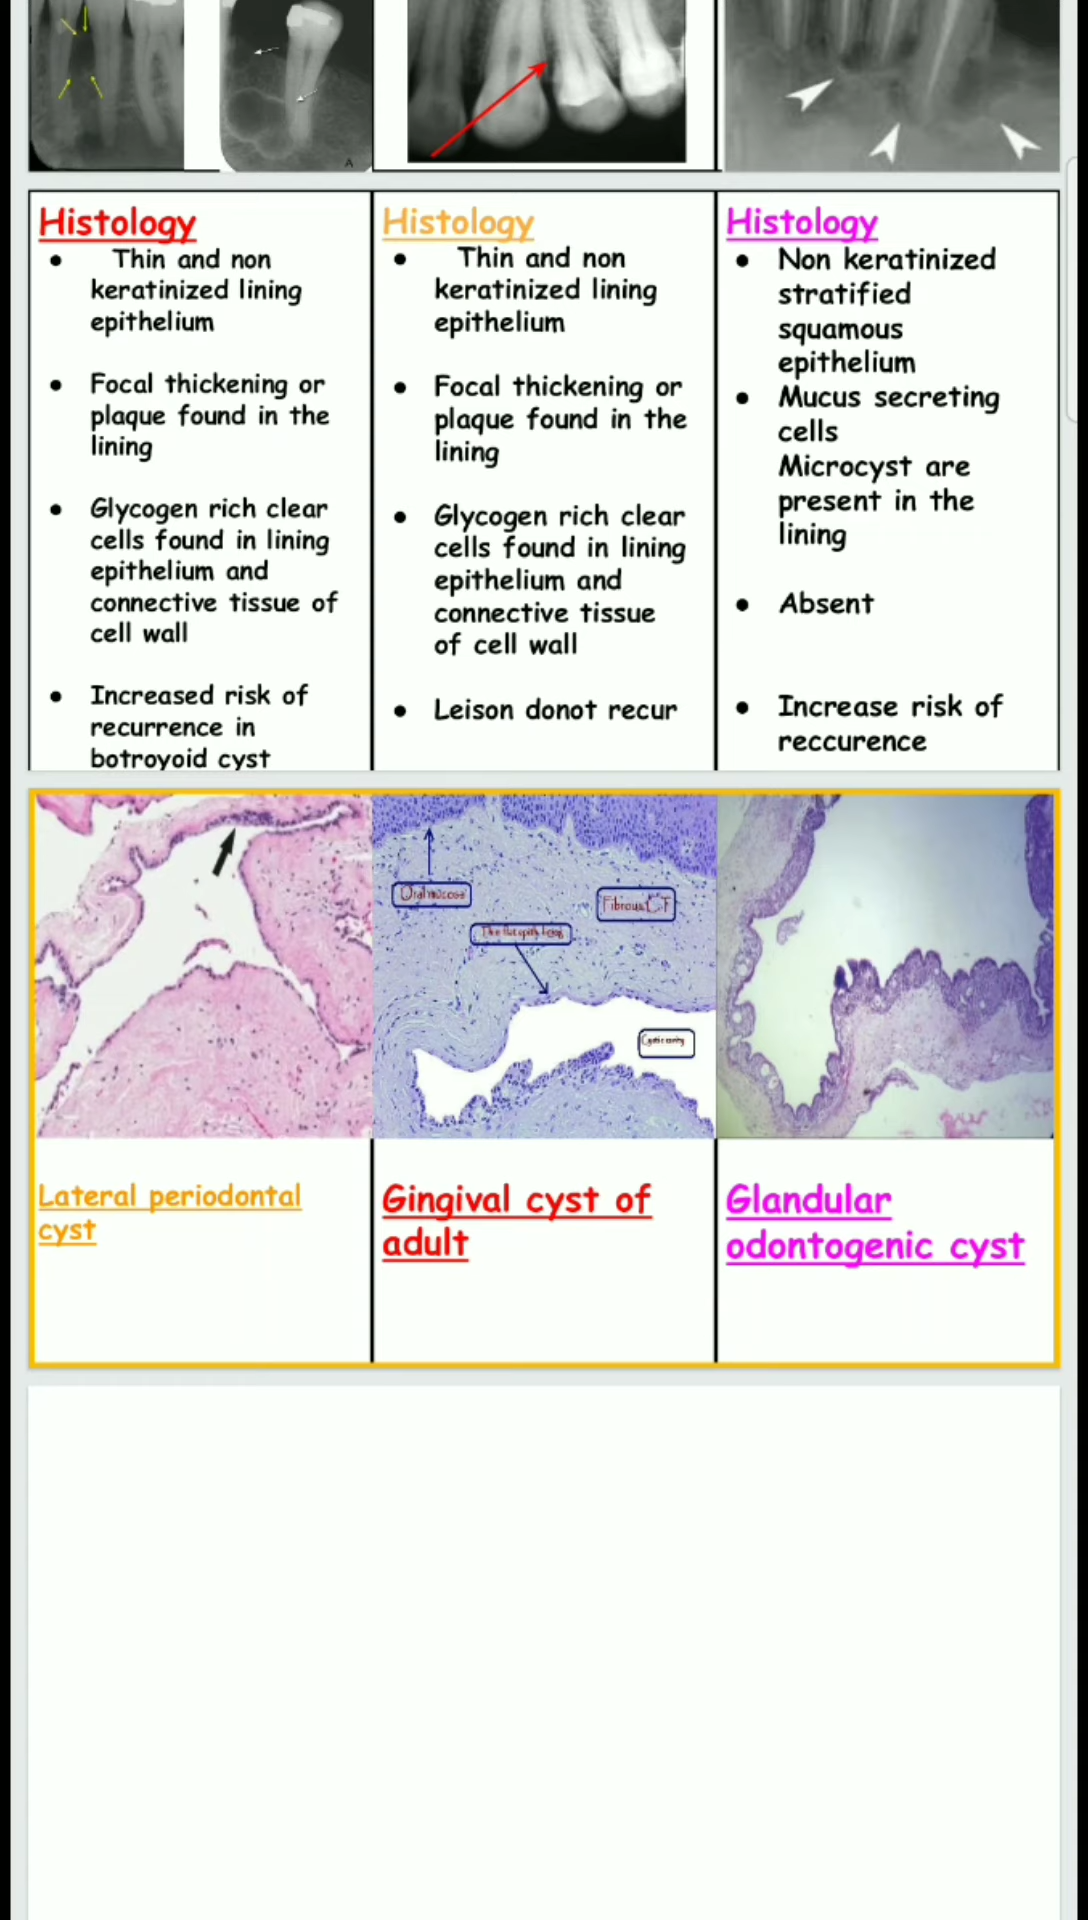 A
Histology
Thin and non
keratinized lining
epithelium
Focal thickening or
plaque found in the
lining
Glycogen rich clear
cells found in lining
epithelium and
connective tissue of
cell wall
Increased risk of
recurrence in
botroyoid cyst
Histology
Thin and non
keratinized lining
epithelium
Focal thickening or
plaque found in the
lining
Glycogen rich clear
cells found in lining
epithelium and
connective tissue
of cell wall
Leison donot recur
Histology
Non keratinized
stratified
squamous
epithelium
Mucus secreting
cells
Microcyst are
present in the
lining
Absent
Increase risk of
reccurence
Oral mucosa
Fibrous C.T
Cystic cavity
Lateral periodontal
cyst
Gingival cyst of
adult
Glandular
odontogenic cyst